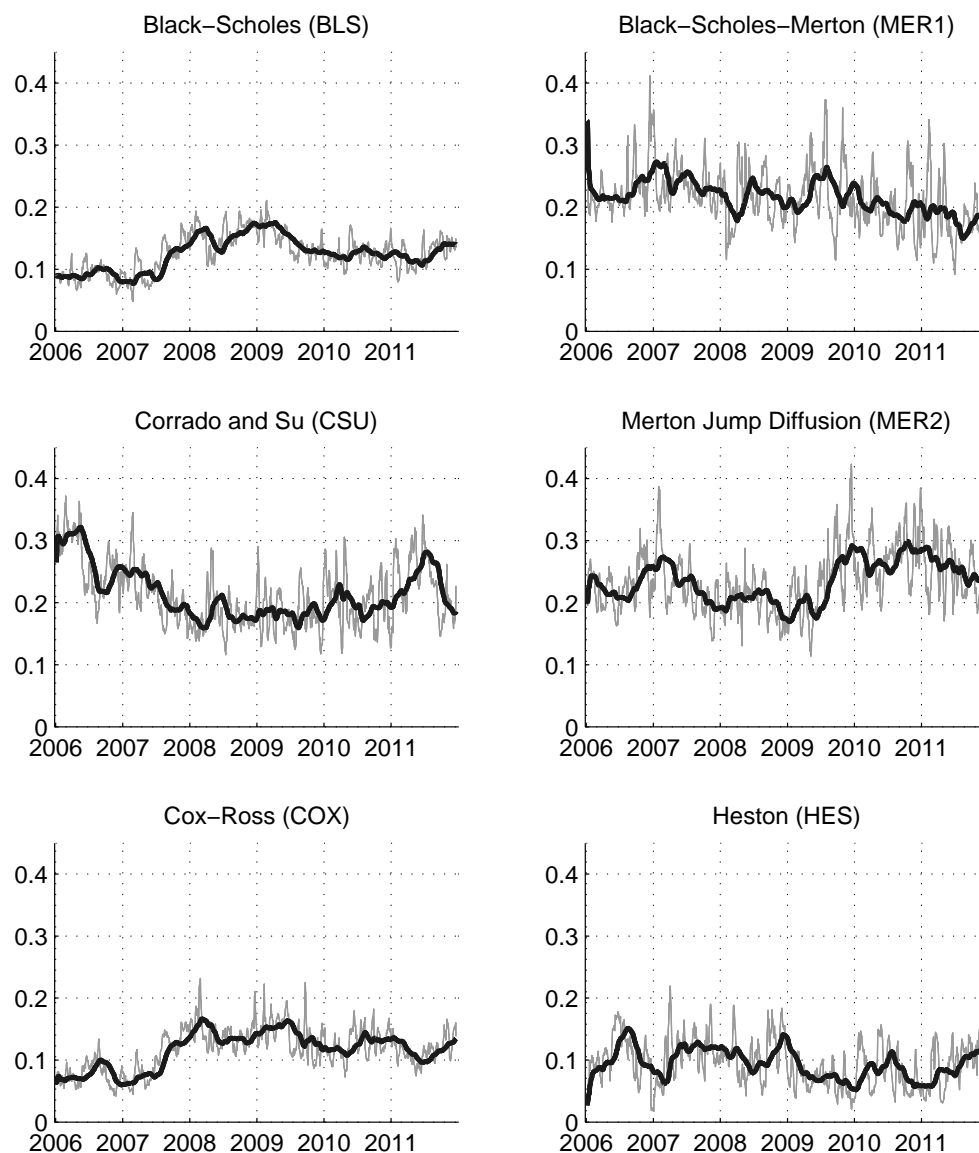 Black−Scholes (BLS)
0.4
0.3
0.2
0.1
0
2006 2007 2008 2009 2010 2011
Black−Scholes−Merton (MER1)
0.4
0.3
0.2
0.1
0
2006 2007 2008 2009 2010 2011
Corrado and Su (CSU)
0.4
0.3
0.2
0.1
0
2006 2007 2008 2009 2010 2011
Merton Jump Diffusion (MER2)
0.4
0.3
0.2
0.1
0
2006 2007 2008 2009 2010 2011
Cox−Ross (COX)
0.4
0.3
0.2
0.1
0
2006 2007 2008 2009 2010 2011
Heston (HES)
0.4
0.3
0.2
0.1
0
2006 2007 2008 2009 2010 2011